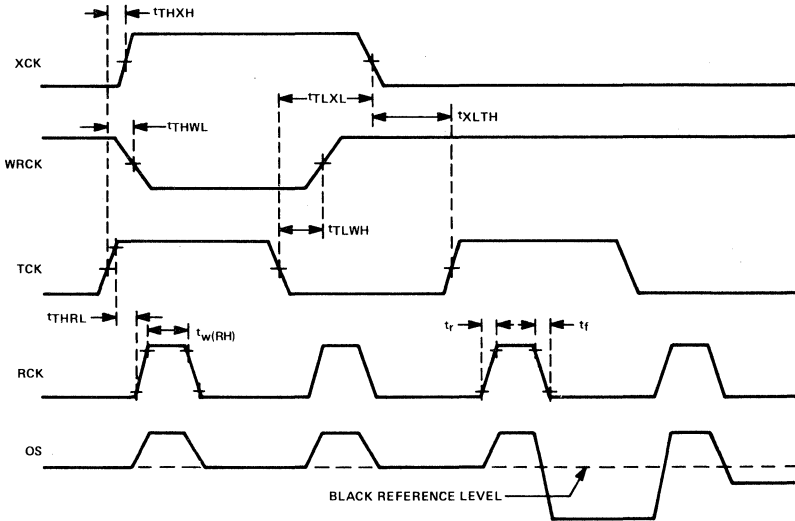 tTHXH
XCK
tTLXL
tXLTH
tTHWL
WRCK
tTLWH
TCK
tTHRL
tw(RH)
tr
tf
RCK
OS
BLACK REFERENCE LEVEL